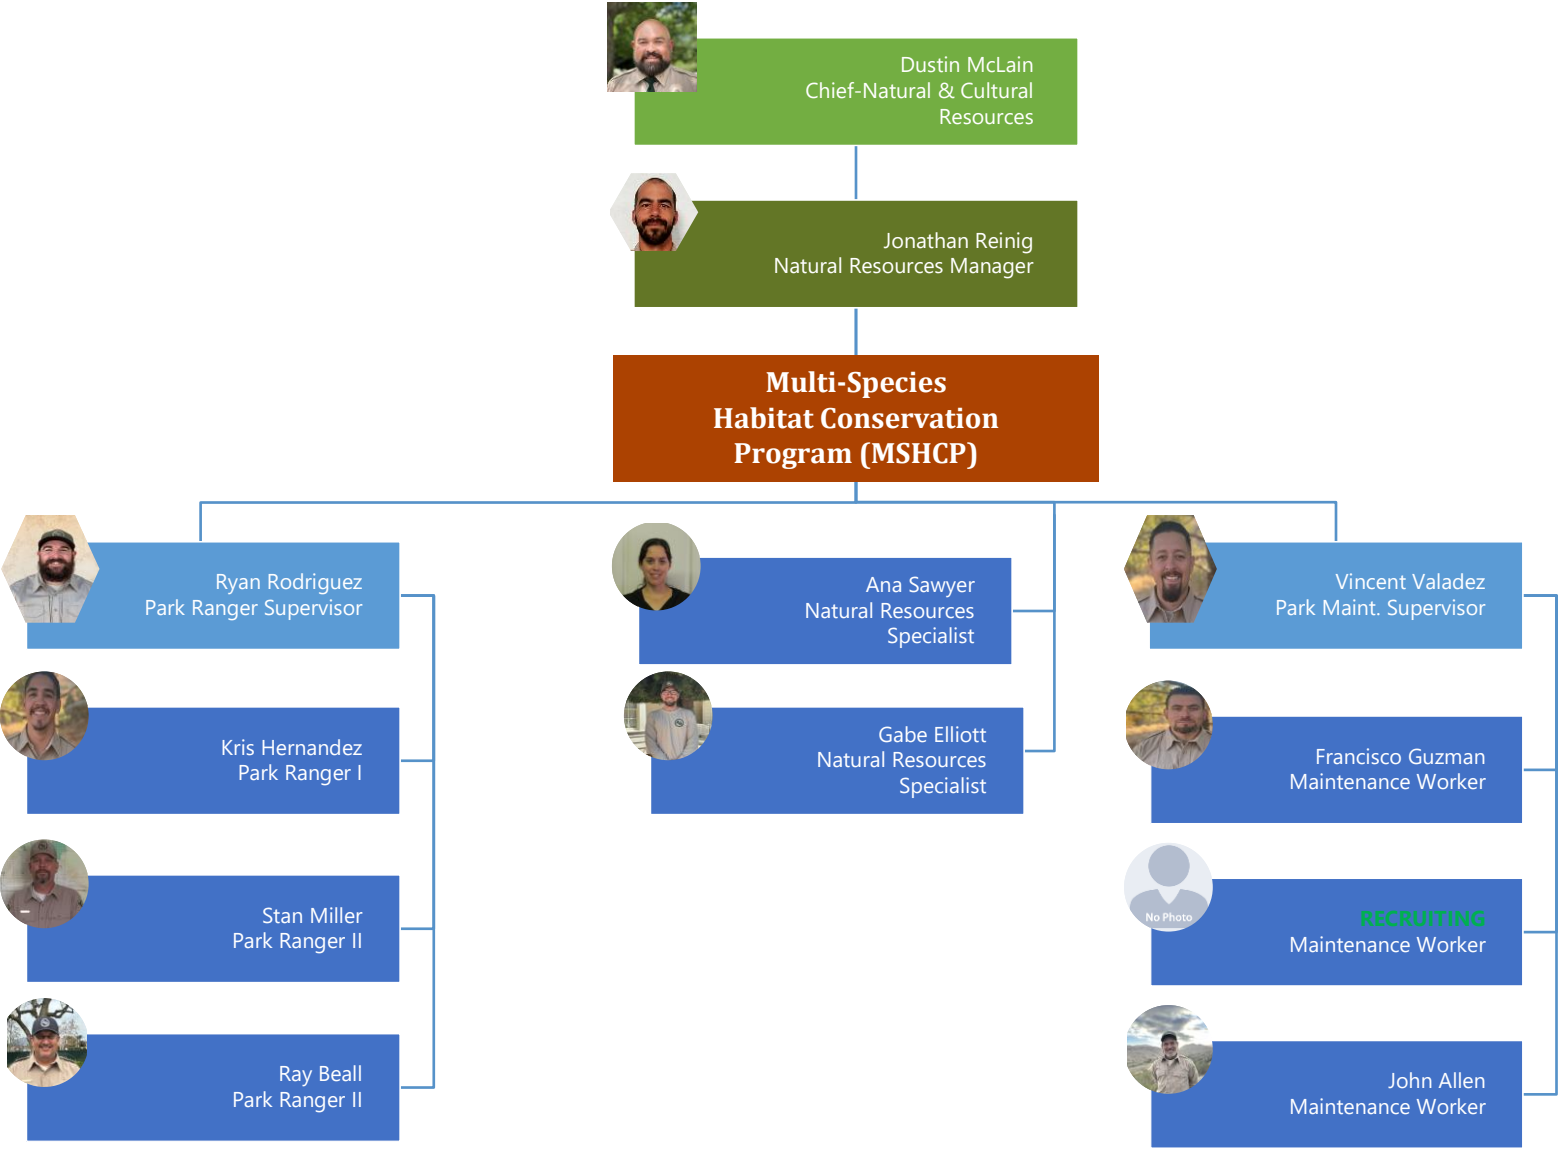 Dustin McLain
Chief-Natural & Cultural
Resources
Jonathan Reinig
Natural Resources Manager
Multi-Species
Habitat Conservation
Program (MSHCP)
Ryan Rodriguez
Park Ranger Supervisor
Kris Hernandez
Park Ranger I
Stan Miller
Park Ranger II
Ray Beall
Park Ranger II
Ana Sawyer
Natural Resources
Specialist
Gabe Elliott
Natural Resources
Specialist
Vincent Valadez
Park Maint. Supervisor
Francisco Guzman
Maintenance Worker
No Photo
RECRUITING
Maintenance Worker
John Allen
Maintenance Worker